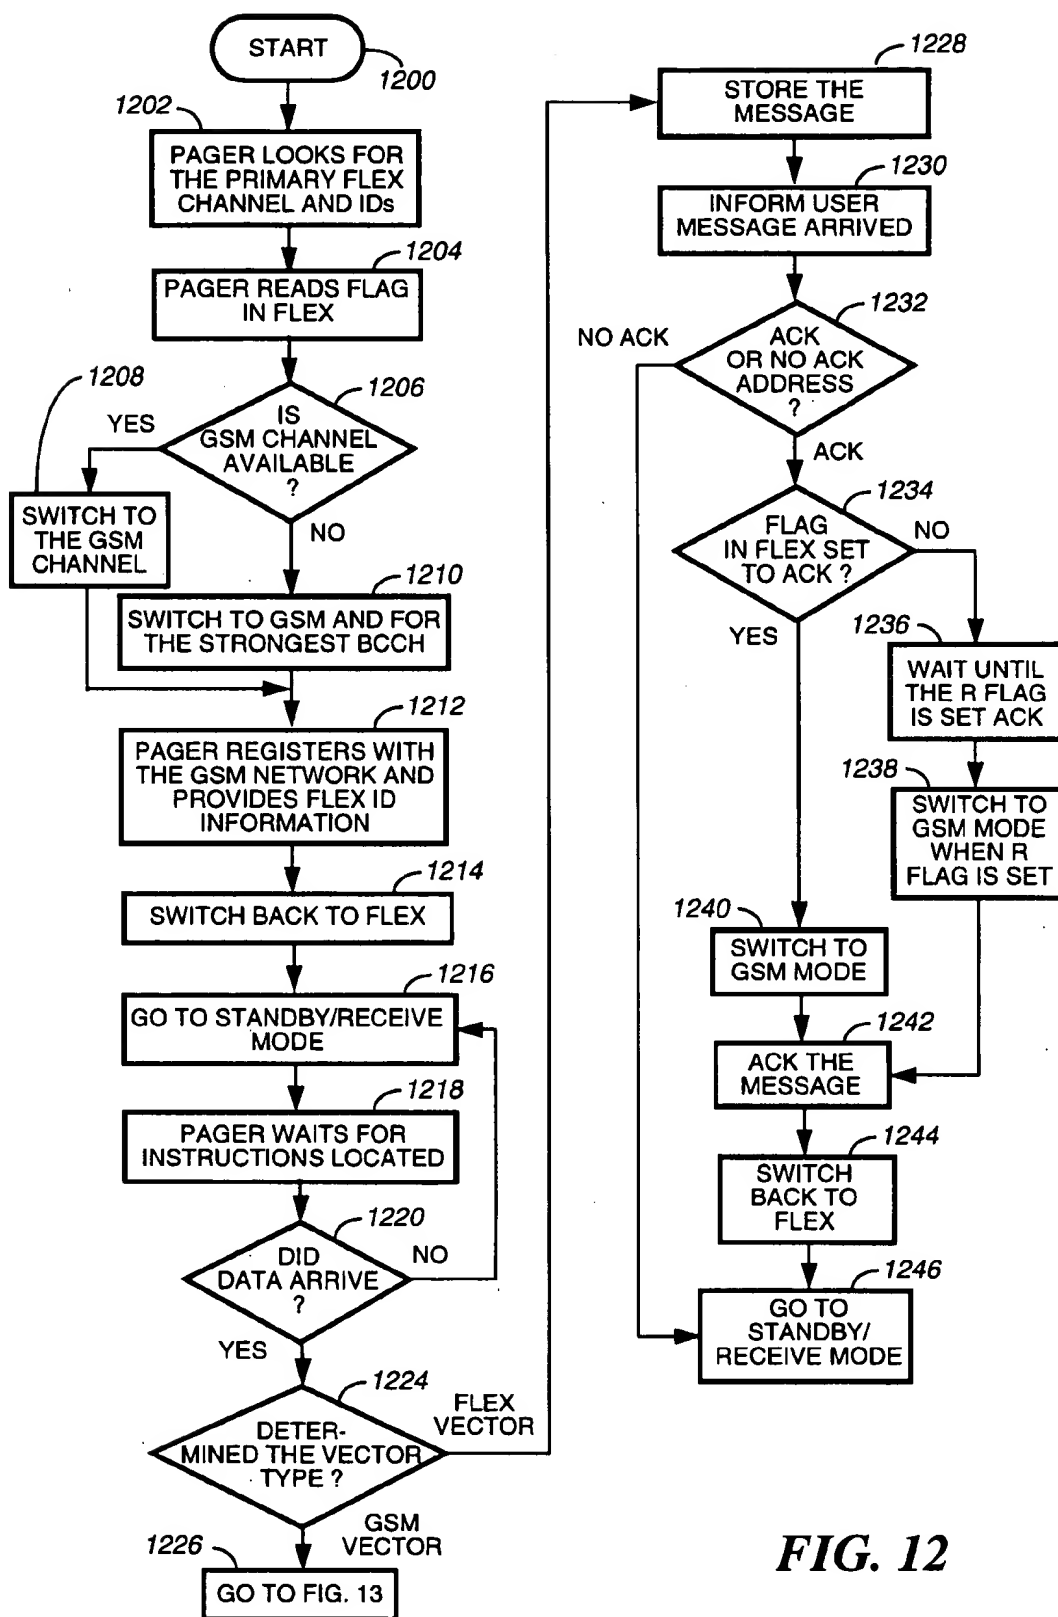 START
1200
1202
PAGER LOOKS FOR
THE PRIMARY FLEX
CHANNEL AND IDs
1204
PAGER READS FLAG
IN FLEX
1206
IS
GSM CHANNEL
AVAILABLE
?
YES
1208
SWITCH TO
THE GSM
CHANNEL
NO
1210
SWITCH TO GSM AND FOR
THE STRONGEST BCCH
1212
PAGER REGISTERS WITH
THE GSM NETWORK AND
PROVIDES FLEX ID
INFORMATION
1214
SWITCH BACK TO FLEX
1216
GO TO STANDBY/RECEIVE
MODE
1218
PAGER WAITS FOR
INSTRUCTIONS LOCATED
1220
DID
DATA ARRIVE
?
NO
YES
1224
DETER-
MINED THE VECTOR
TYPE ?
FLEX
VECTOR
GSM
VECTOR
1226
GO TO FIG. 13
1228
STORE THE
MESSAGE
1230
INFORM USER
MESSAGE ARRIVED
1232
ACK
OR NO ACK
ADDRESS
?
NO ACK
ACK
1234
FLAG
IN FLEX SET
TO ACK ?
NO
YES
1236
WAIT UNTIL
THE R FLAG
IS SET ACK
1238
SWITCH TO
GSM MODE
WHEN R
FLAG IS SET
1240
SWITCH TO
GSM MODE
1242
ACK THE
MESSAGE
1244
SWITCH
BACK TO
FLEX
1246
GO TO
STANDBY/
RECEIVE MODE
FIG. 12